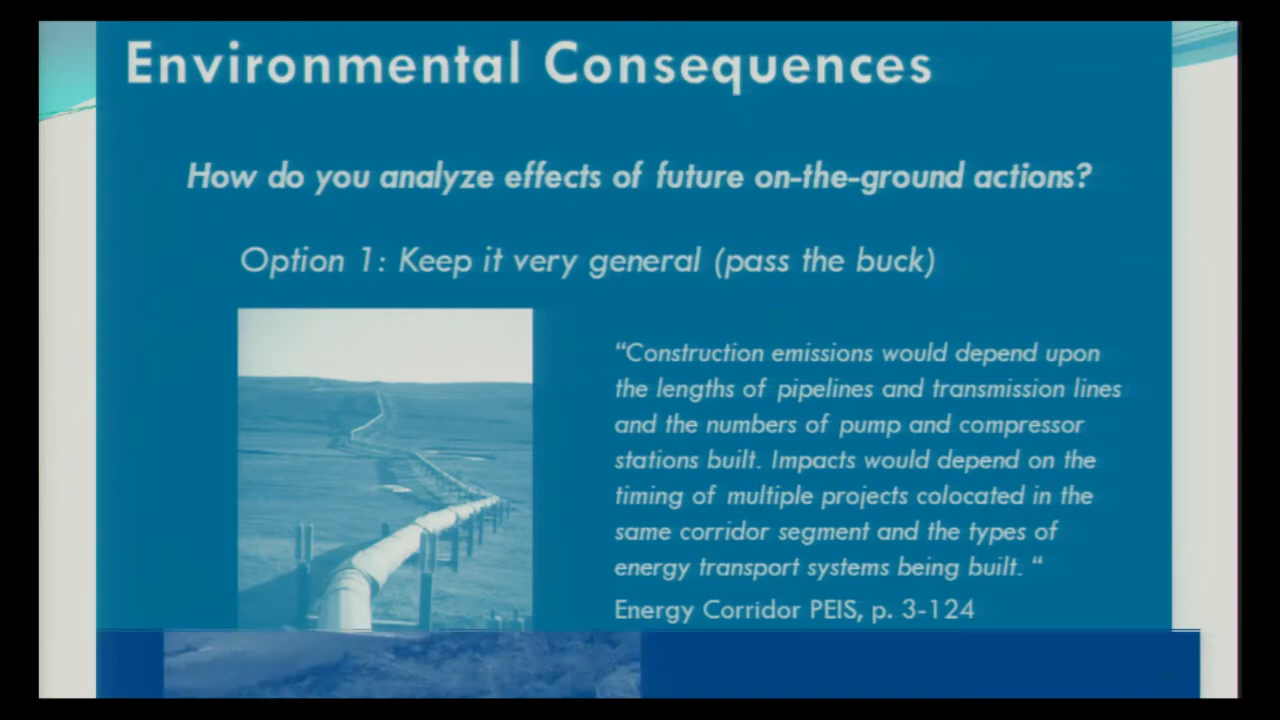 Environmental Consequences
How do you analyze effects of future on-the-ground actions?
Option 1: Keep it very general (pass the buck)
“Construction emissions would depend upon
the lengths of pipelines and transmission lines
and the numbers of pump and compressor
stations built. Impacts would depend on the
timing of multiple projects colocated in the
same corridor segment and the types of
energy transport systems being built. “
Energy Corridor PEIS, p. 3-124